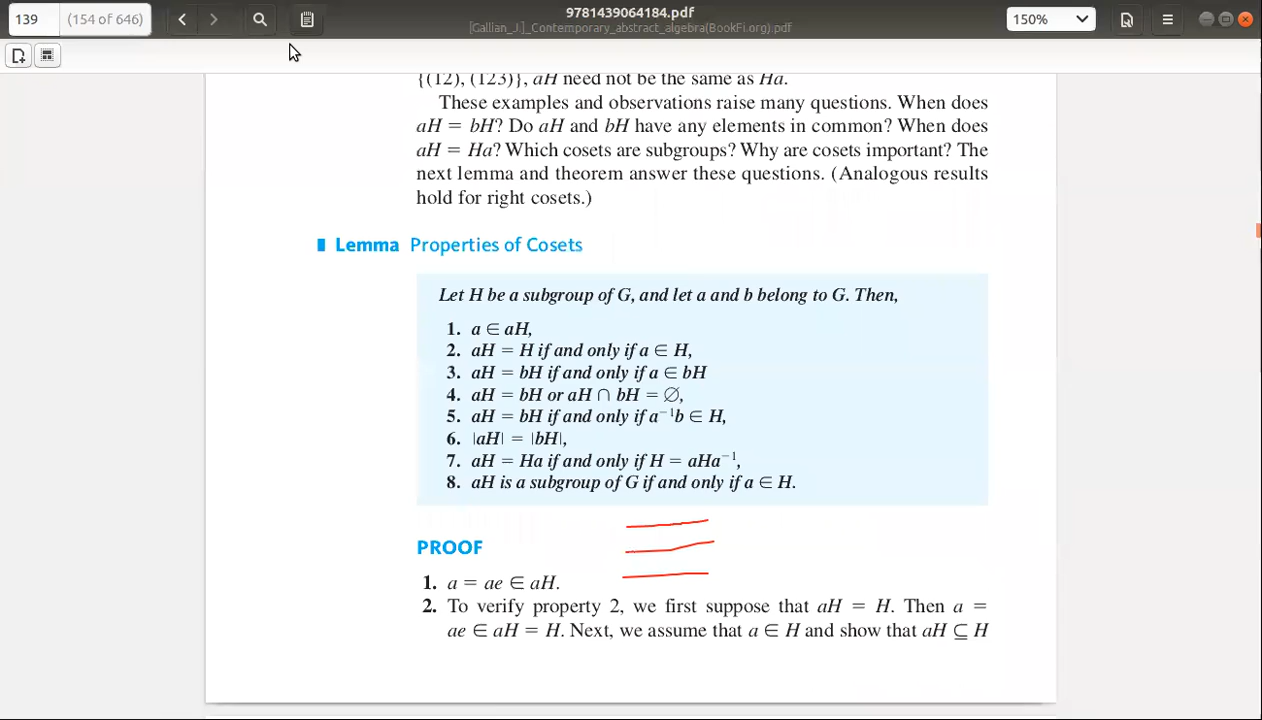 139
(154 of 646)
9781439064184.pdf
[Gallian_J.]_Contemporary_abstract_algebra(BookFi.org).pdf
150%
{(12), (123)}, aH need not be the same as Ha.
These examples and observations raise many questions. When does
aH = bH? Do aH and bH have any elements in common? When does
aH = Ha? Which cosets are subgroups? Why are cosets important? The
next lemma and theorem answer these questions. (Analogous results
hold for right cosets.)
Lemma Properties of Cosets
Let H be a subgroup of G, and let a and b belong to G. Then,
1. a ∈ aH,
2. aH = H if and only if a ∈ H,
3. aH = bH if and only if a ∈ bH
4. aH = bH or aH ∩ bH = ∅,
5. aH = bH if and only if a⁻¹b ∈ H,
6. |aH| = |bH|,
7. aH = Ha if and only if H = aHa⁻¹,
8. aH is a subgroup of G if and only if a ∈ H.
PROOF
1. a = ae ∈ aH.
2. To verify property 2, we first suppose that aH = H. Then a =
ae ∈ aH = H. Next, we assume that a ∈ H and show that aH ⊆ H